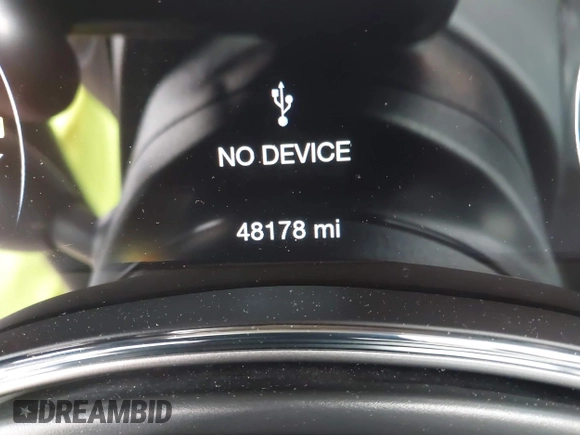 NO DEVICE
48178 mi
DREAMBID